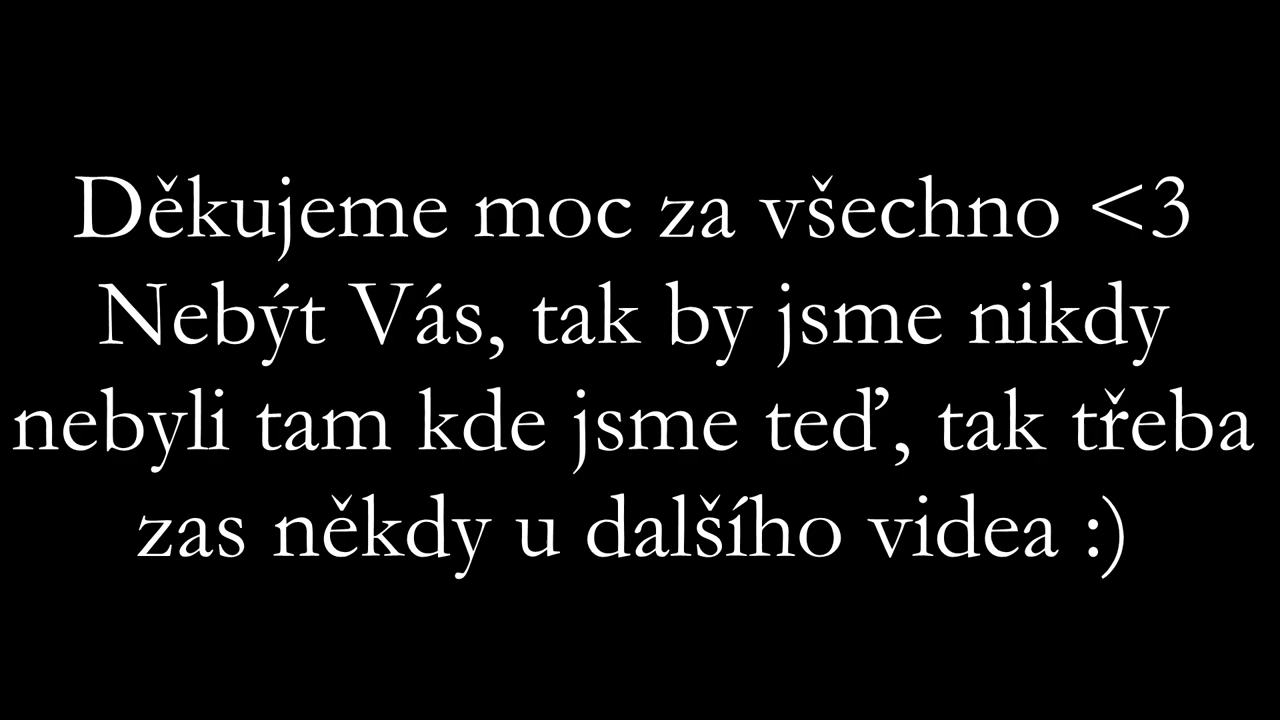 Děkujeme moc za všechno <3
Nebýt Vás, tak by jsme nikdy
nebyli tam kde jsme teď, tak třeba
zas někdy u dalšího videa :)